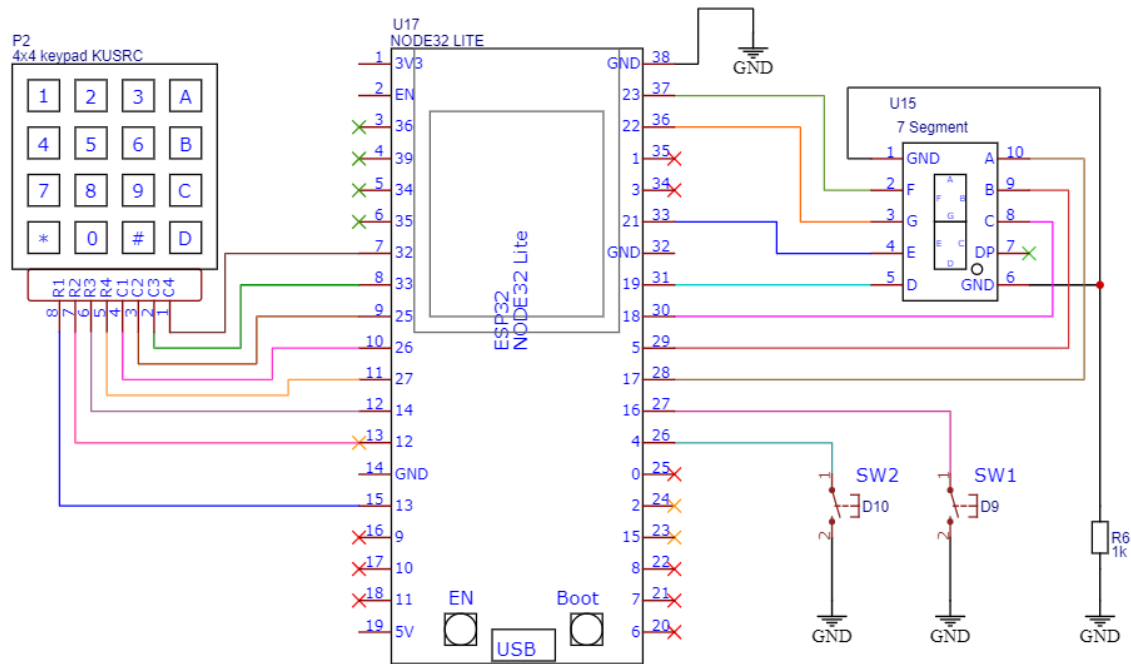 P2
4x4 keypad KUSRC
1 2 3 A
4 5 6 B
7 8 9 C
* 0 # D
R1 R2 R3 R4 C1 C2 C3 C4
8 7 6 5 4 3 2 1
U17
NODE32 LITE
1 3V3
2 EN
3 36
4 39
5 34
6 35
7 32
8 33
9 25
10 26
11 27
12 14
13 12
14 GND
15 13
16 9
17 10
18 11
19 5V
ESP32
NODE32 Lite
EN
Boot
USB
GND 38
23 37
22 36
1 35
3 34
21 33
GND 32
19 31
18 30
5 29
17 28
16 27
4 26
0 25
2 24
15 23
8 22
7 21
6 20
GND
U15
7 Segment
1 GND A 10
2 F B 9
3 G C 8
4 E DP 7
5 D GND 6
A
F B
G
E C
D
1
SW2
D10
2
GND
1
SW1
D9
2
GND
R6
1k
GND